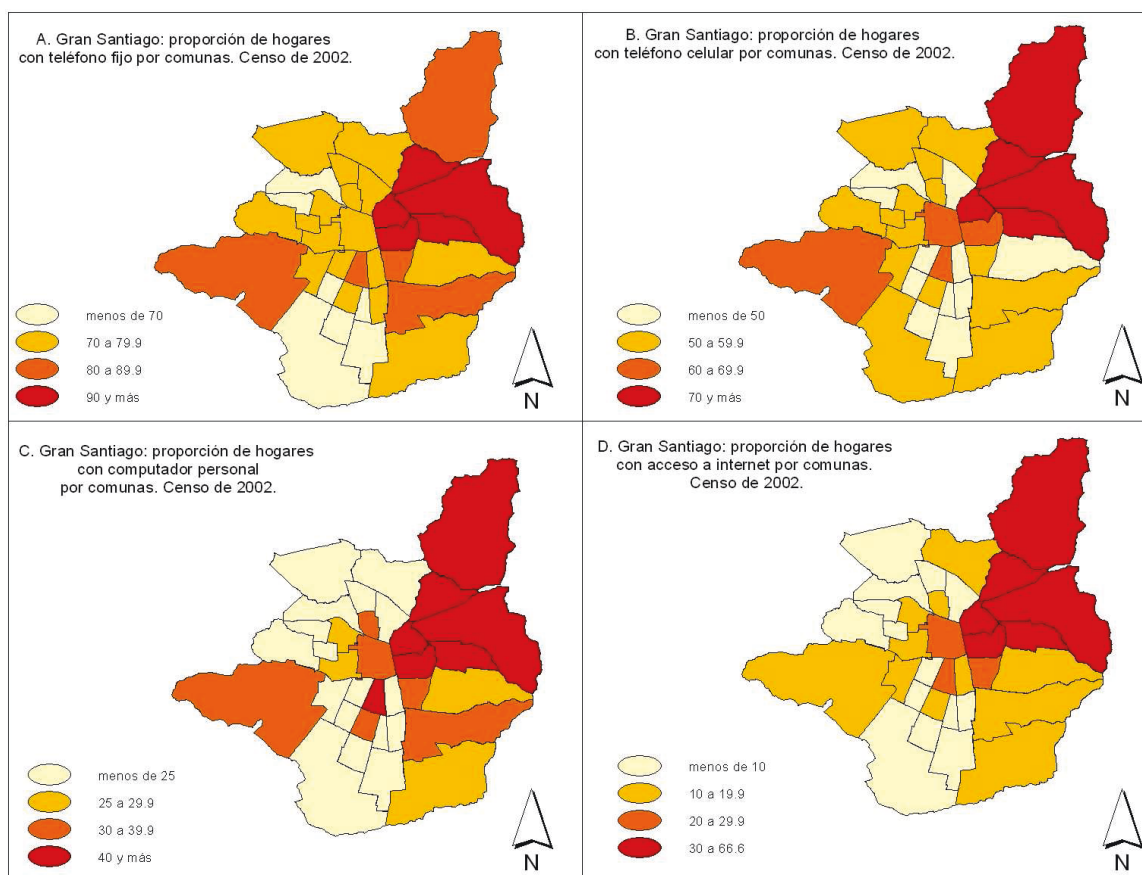 A. Gran Santiago: proporción de hogares
con teléfono fijo por comunas. Censo de 2002.
menos de 70
70 a 79.9
80 a 89.9
90 y más
N
B. Gran Santiago: proporción de hogares
con teléfono celular por comunas. Censo de 2002.
menos de 50
50 a 59.9
60 a 69.9
70 y más
N
C. Gran Santiago: proporción de hogares
con computador personal
por comunas. Censo de 2002.
menos de 25
25 a 29.9
30 a 39.9
40 y más
N
D. Gran Santiago: proporción de hogares
con acceso a internet por comunas.
Censo de 2002.
menos de 10
10 a 19.9
20 a 29.9
30 a 66.6
N